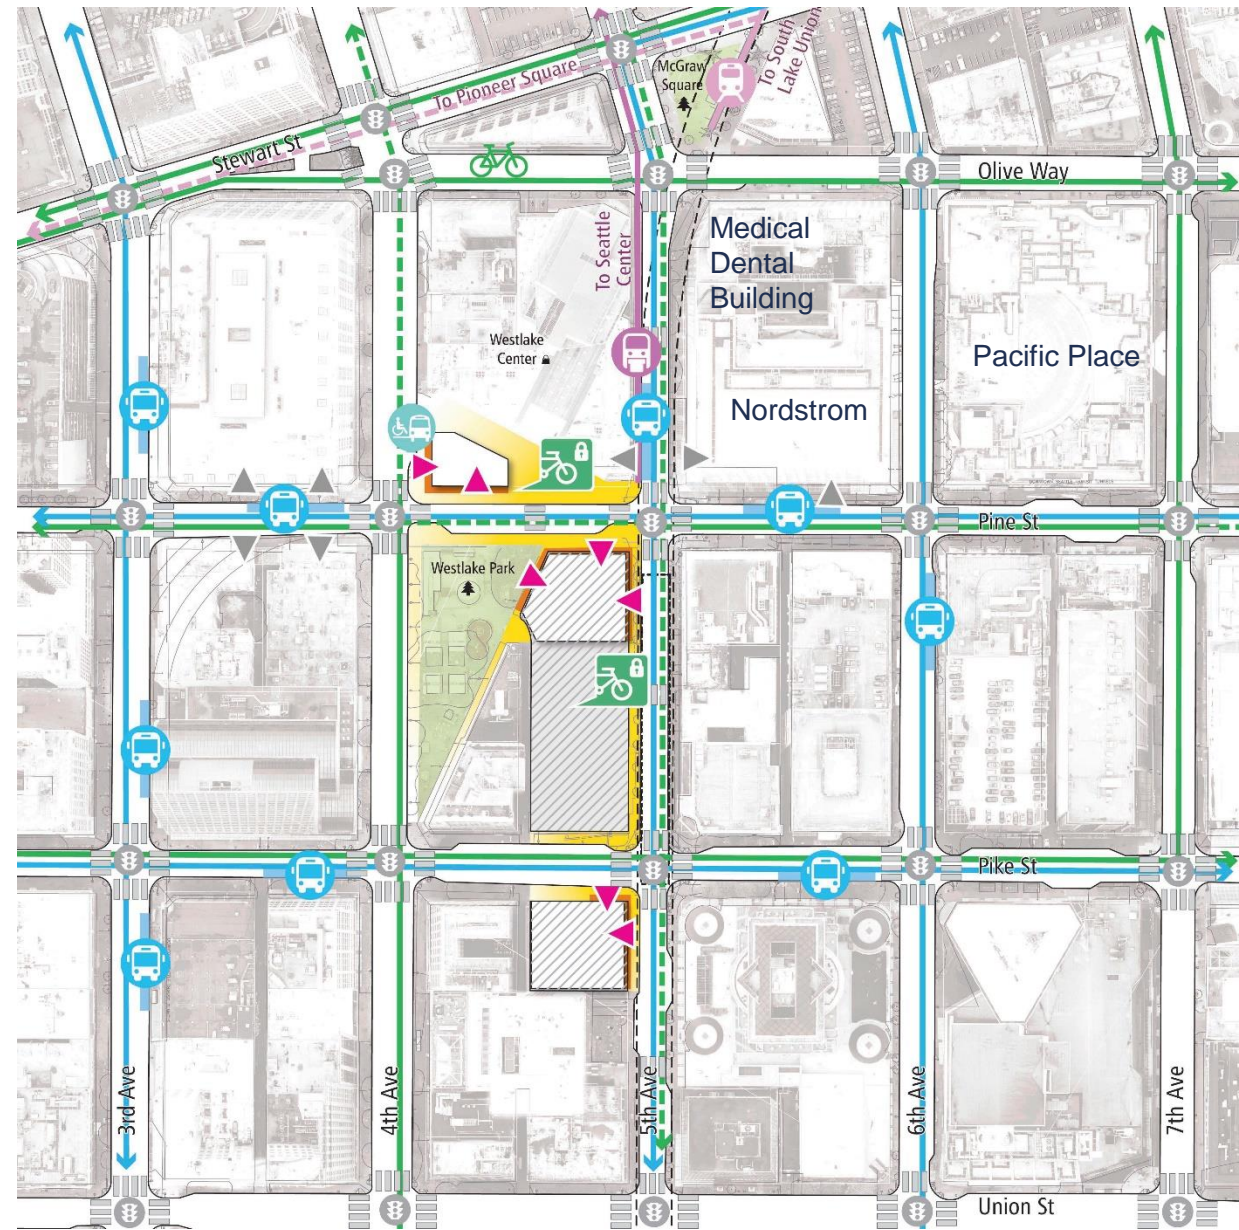 To Pioneer Square
McGraw
Square
To South
Lake Union
Stewart St
Olive Way
To Seattle
Center
Medical
Dental
Building
Westlake
Center
Pacific Place
Nordstrom
Pine St
Westlake Park
Pike St
3rd Ave
4th Ave
5th Ave
6th Ave
7th Ave
Union St